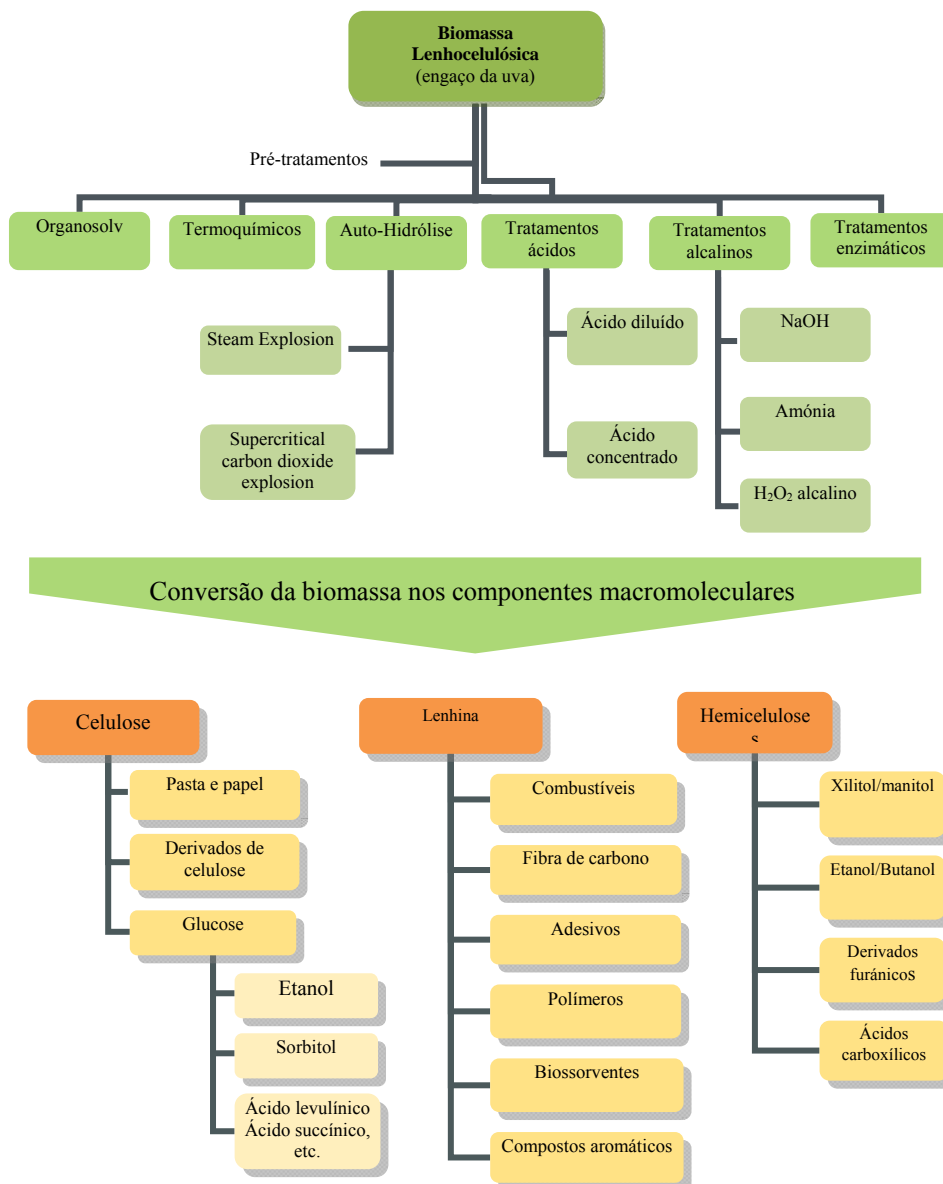 Biomassa
Lenhocelulósica
(engaço da uva)
Pré-tratamentos
Organosolv
Termoquímicos
Auto-Hidrólise
Tratamentos
ácidos
Tratamentos
alcalinos
Tratamentos
enzimáticos
Steam Explosion
Supercritical
carbon dioxide
explosion
Ácido diluído
Ácido
concentrado
NaOH
Amónia
H₂O₂ alcalino
Conversão da biomassa nos componentes macromoleculares
Celulose
Pasta e papel
Derivados de
celulose
Glucose
Etanol
Sorbitol
Ácido levulínico
Ácido succínico,
etc.
Lenhina
Combustíveis
Fibra de carbono
Adesivos
Polímeros
Biossorventes
Compostos aromáticos
Hemicelulose
s
Xilitol/manitol
Etanol/Butanol
Derivados
furánicos
Ácidos
carboxílicos